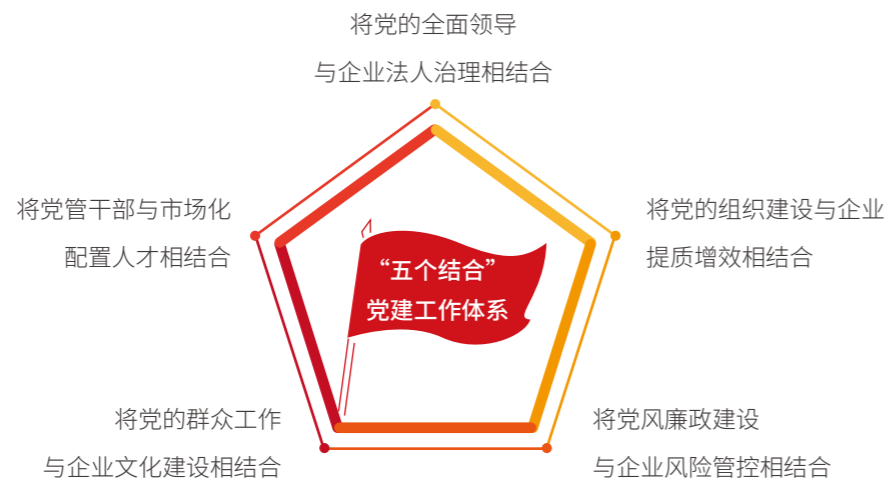 将党的全面领导
与企业法人治理相结合
将党管干部与市场化
配置人才相结合
将党的组织建设与企业
提质增效相结合
“五个结合”
党建工作体系
将党的群众工作
与企业文化建设相结合
将党风廉政建设
与企业风险管控相结合